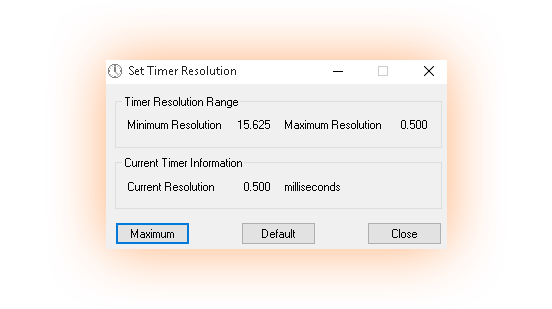 Set Timer Resolution
Timer Resolution Range
Minimum Resolution 15.625 Maximum Resolution 0.500
Current Timer Information
Current Resolution 0.500 milliseconds
Maximum Default Close